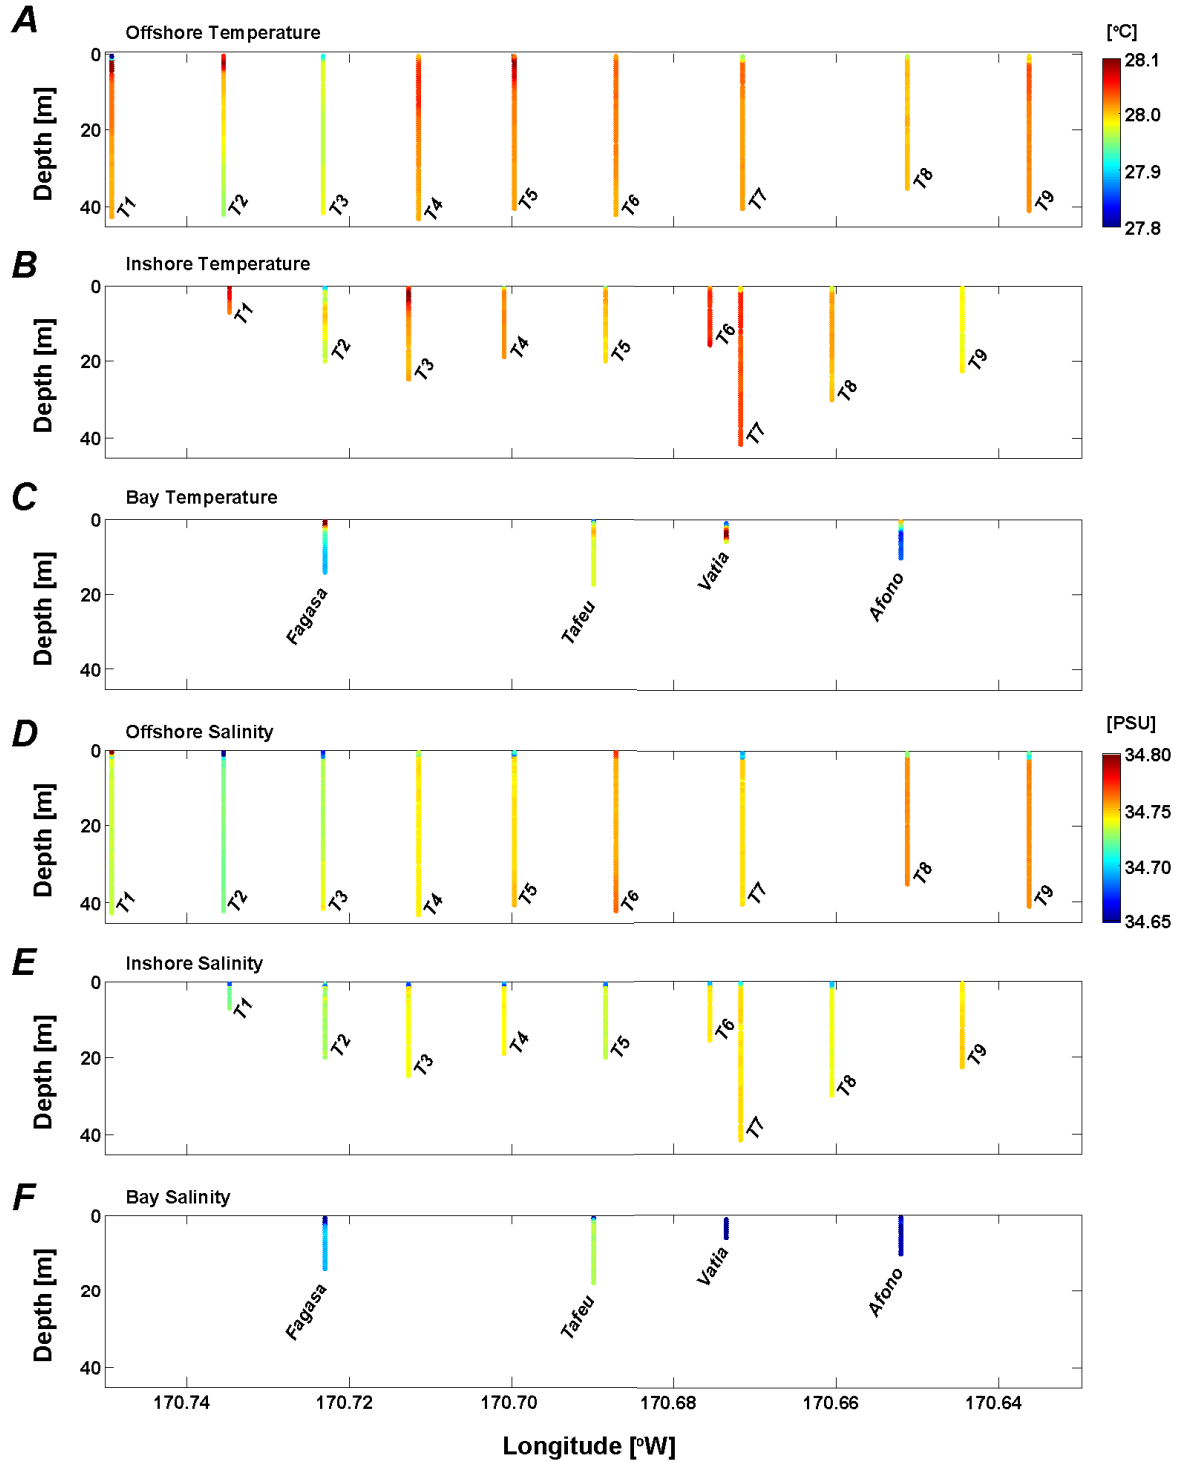 A
Offshore Temperature
[°C]
Depth [m]
0
20
40
T1
T2
T3
T4
T5
T6
T7
T8
T9
28.1
28.0
27.9
27.8
B
Inshore Temperature
Depth [m]
0
20
40
T1
T2
T3
T4
T5
T6
T7
T8
T9
C
Bay Temperature
Depth [m]
0
20
40
Fagasa
Tafeu
Vatia
Afono
D
Offshore Salinity
[PSU]
Depth [m]
0
20
40
T1
T2
T3
T4
T5
T6
T7
T8
T9
34.80
34.75
34.70
34.65
E
Inshore Salinity
Depth [m]
0
20
40
T1
T2
T3
T4
T5
T6
T7
T8
T9
F
Bay Salinity
Depth [m]
0
20
40
Fagasa
Tafeu
Vatia
Afono
170.74 170.72 170.70 170.68 170.66 170.64
Longitude [°W]